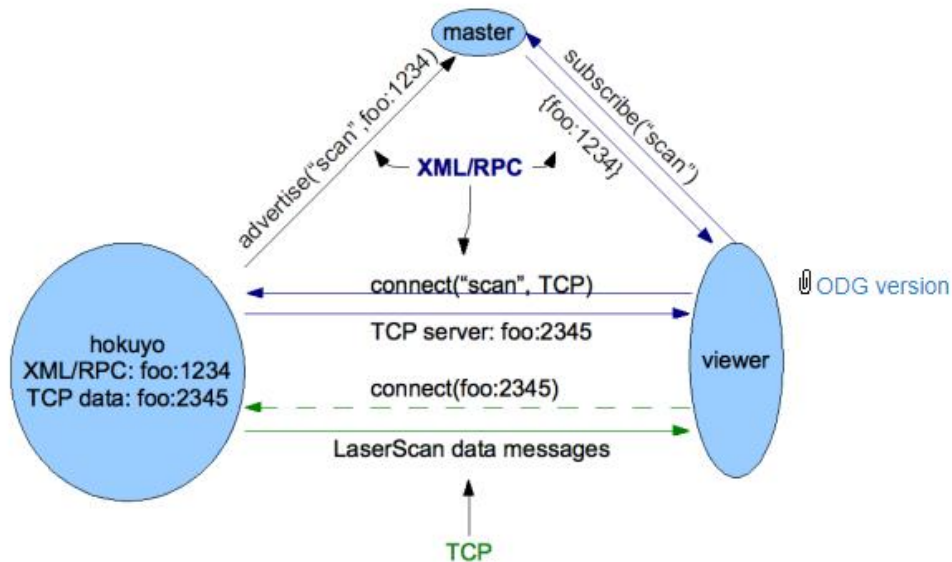 master
advertise("scan",foo:1234)
subscribe("scan")
{foo:1234}
XML/RPC
connect("scan", TCP)
TCP server: foo:2345
hokuyo
XML/RPC: foo:1234
TCP data: foo:2345
viewer
ODG version
connect(foo:2345)
LaserScan data messages
TCP